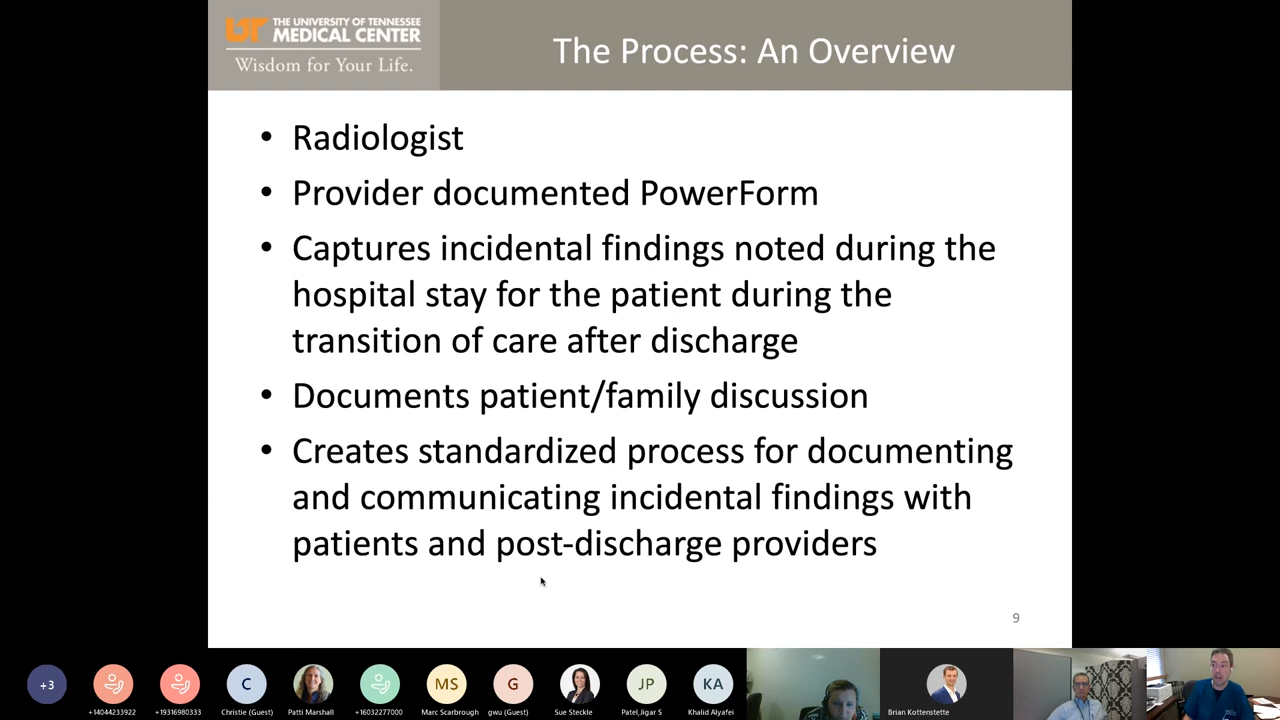 UT THE UNIVERSITY OF TENNESSEE
MEDICAL CENTER
Wisdom for Your Life.
The Process: An Overview
• Radiologist
• Provider documented PowerForm
• Captures incidental findings noted during the
hospital stay for the patient during the
transition of care after discharge
• Documents patient/family discussion
• Creates standardized process for documenting
and communicating incidental findings with
patients and post-discharge providers
9
+3
C
MS
G
JP
KA
+14044233922
+19316980333
Christie (Guest)
Patti Marshall
+16032277000
Marc Scarbrough
gwu (Guest)
Sue Steckle
Patel,Jigar S
Khalid Alyafei
Brian Kottenstette